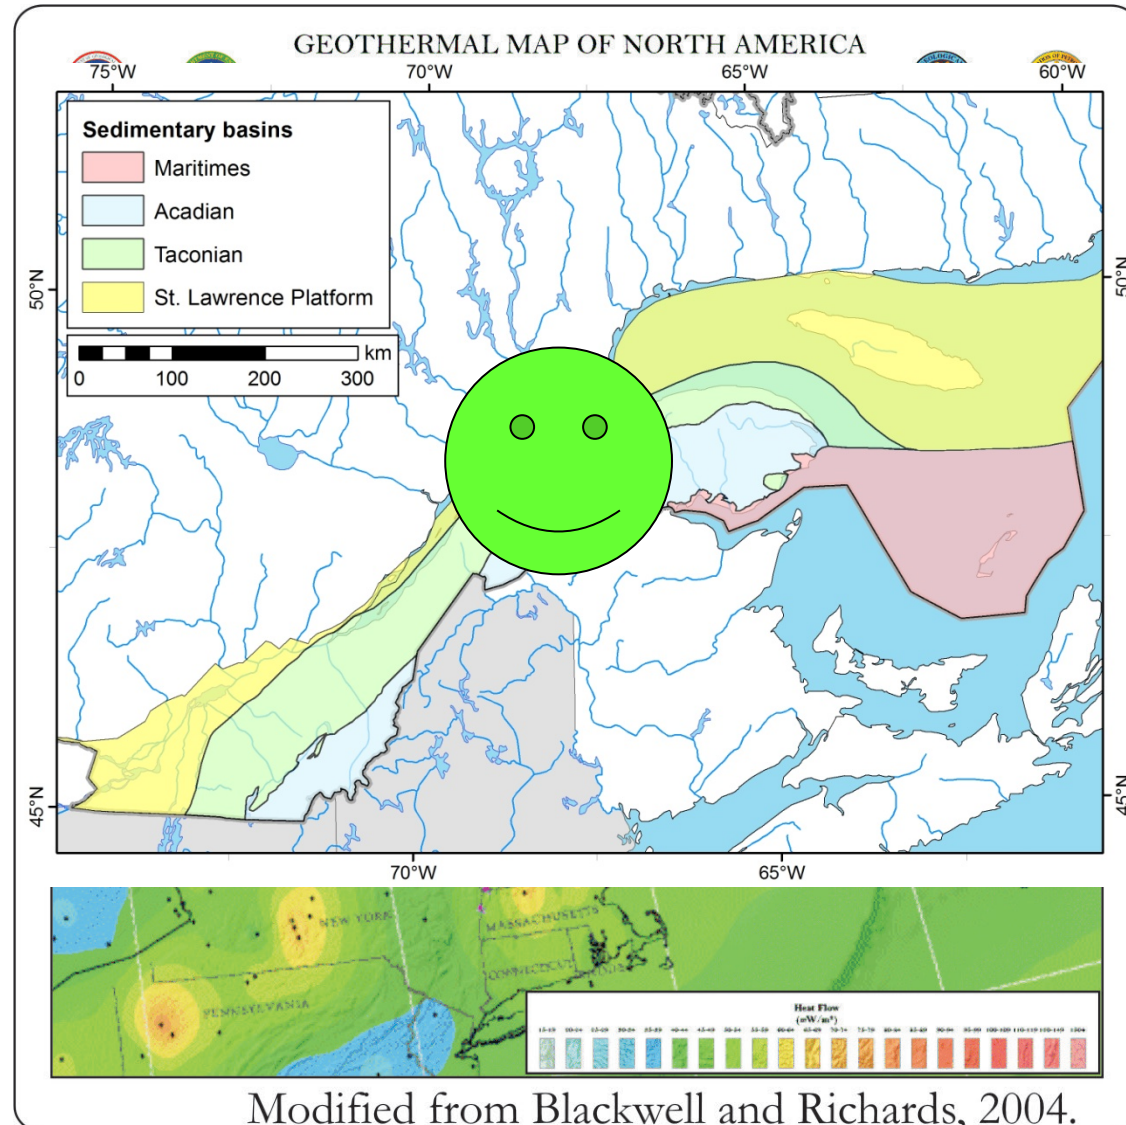 GEOTHERMAL MAP OF NORTH AMERICA
75°W 70°W 65°W 60°W
Sedimentary basins
Maritimes
Acadian
Taconian
St. Lawrence Platform
km
0 100 200 300
50°N 50°N
45°N 45°N
70°W 65°W
NEW YORK
MASSACHUSETTS
CONNECTICUT
PENNSYLVANIA
Heat Flow
(mW/m²)
Modified from Blackwell and Richards, 2004.